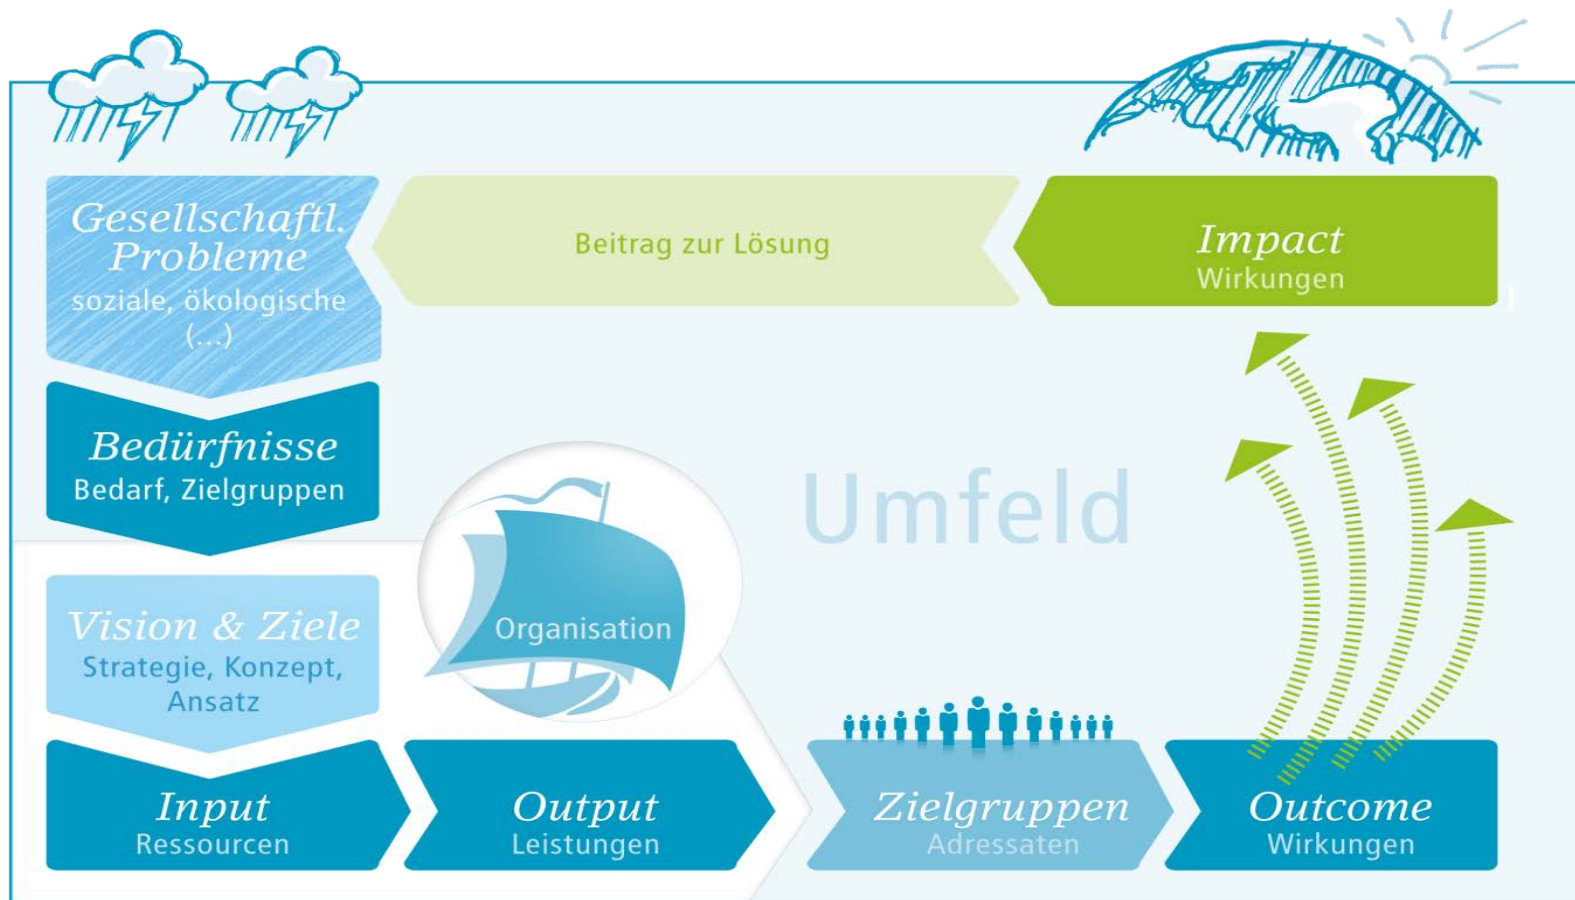 Gesellschaftl.
Probleme
soziale, ökologische
(...)
Beitrag zur Lösung
Impact
Wirkungen
Bedürfnisse
Bedarf, Zielgruppen
Umfeld
Vision & Ziele
Strategie, Konzept,
Ansatz
Organisation
Input
Ressourcen
Output
Leistungen
Zielgruppen
Adressaten
Outcome
Wirkungen